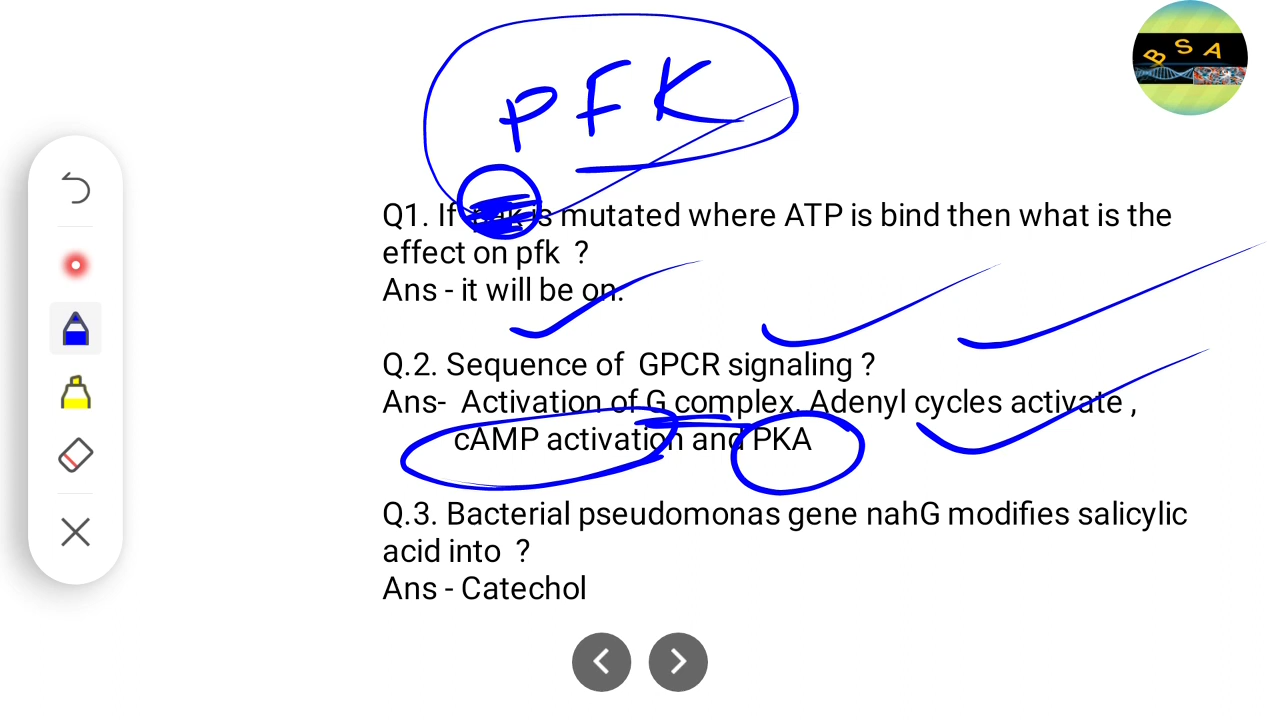 BSA
PFK
Q1. If is mutated where ATP is bind then what is the
effect on pfk ?
Ans - it will be on.
Q.2. Sequence of GPCR signaling ?
Ans- Activation of G complex, Adenyl cycles activate ,
cAMP activation and PKA
Q.3. Bacterial pseudomonas gene nahG modifies salicylic
acid into ?
Ans - Catechol